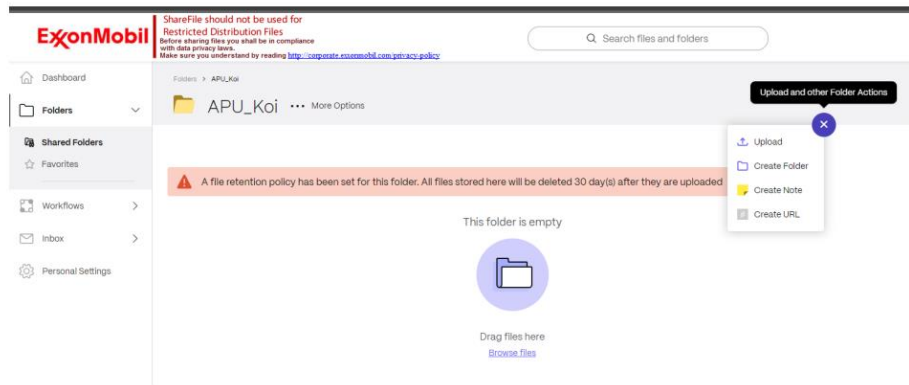 ExxonMobil
ShareFile should not be used for
Restricted Distribution Files
Before sharing files you shall be in compliance
with data privacy laws.
Make sure you understand by reading http://corporate.exxonmobil.com/privacy-policy
Search files and folders
Dashboard
Folders
Shared Folders
Favorites
Workflows
Inbox
Personal Settings
Folders > APU_Koi
APU_Koi ••• More Options
Upload and other Folder Actions
Upload
Create Folder
Create Note
Create URL
A file retention policy has been set for this folder. All files stored here will be deleted 30 day(s) after they are uploaded
This folder is empty
Drag files here
Browse files